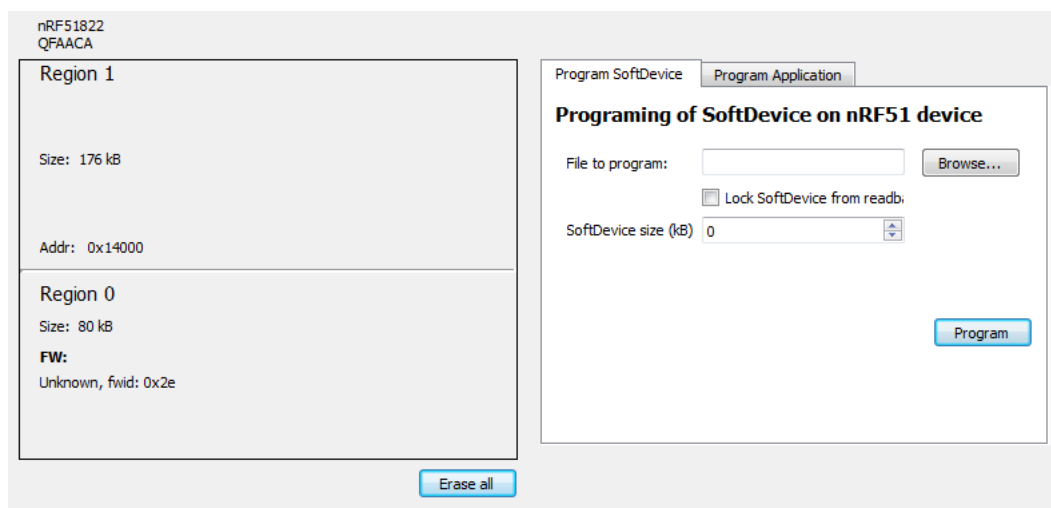 nRF51822
QFAACA
Region 1
Size: 176 kB
Addr: 0x14000
Region 0
Size: 80 kB
FW:
Unknown, fwid: 0x2e
Erase all
Program SoftDevice
Program Application
Programing of SoftDevice on nRF51 device
File to program:
Browse...
Lock SoftDevice from readba
SoftDevice size (kB)
0
Program